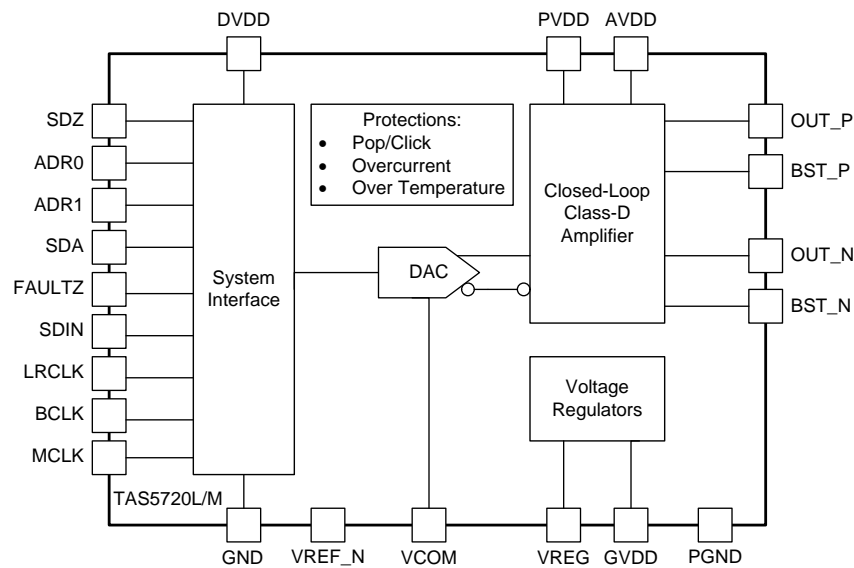 DVDD
PVDD
AVDD
SDZ
ADR0
ADR1
SDA
FAULTZ
SDIN
LRCLK
BCLK
MCLK
System
Interface
Protections:
• Pop/Click
• Overcurrent
• Over Temperature
DAC
Closed-Loop
Class-D
Amplifier
Voltage
Regulators
OUT_P
BST_P
OUT_N
BST_N
TAS5720L/M
GND
VREF_N
VCOM
VREG
GVDD
PGND